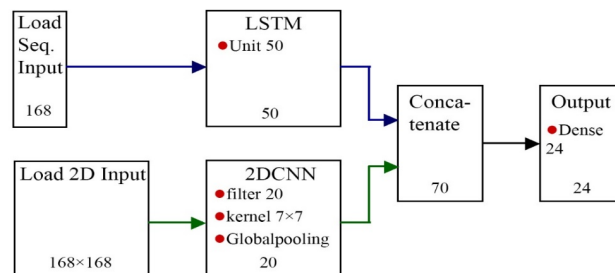 Load
Seq.
Input
168
LSTM
Unit 50
50
Load 2D Input
168×168
2DCNN
filter 20
kernel 7×7
Globalpooling
20
Conca-
tenate
70
Output
Dense
24
24